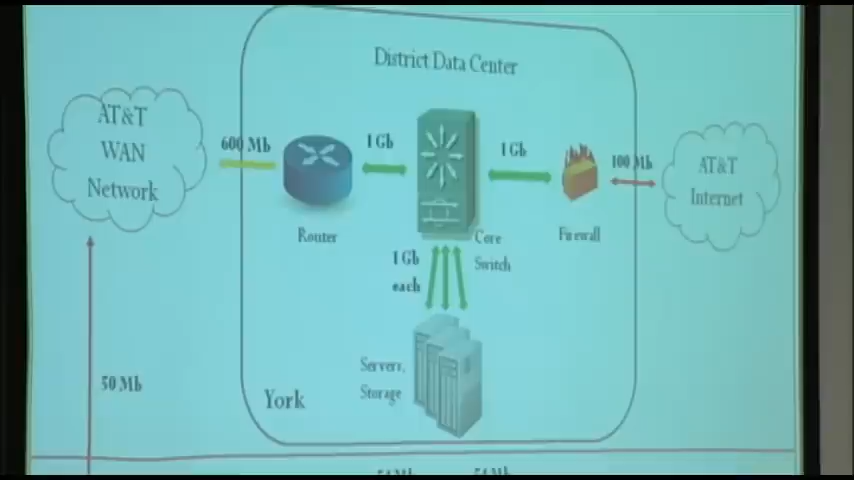 District Data Center
AT&T
WAN
Network
600 Mb
1 Gb
1 Gb
100 Mb
AT&T
Internet
Router
Core
Switch
Firewall
1 Gb
each
50 Mb
Servers,
Storage
York